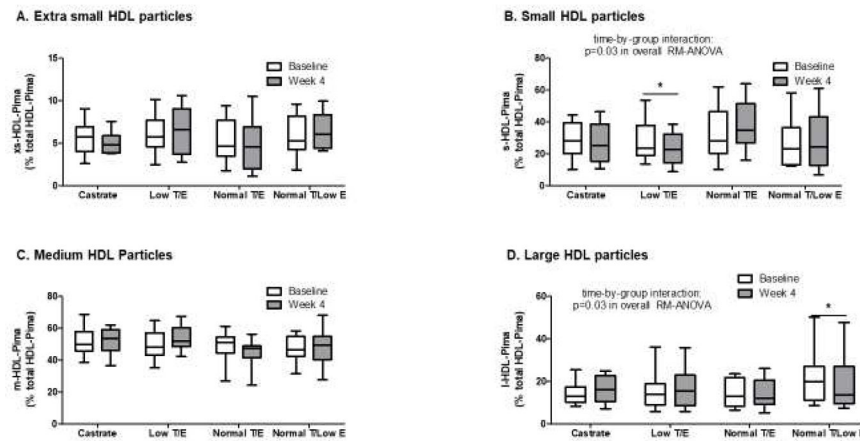 A. Extra small HDL particles
xs-HDL-Pima
(% total HDL-Pima)
15
10
5
0
Baseline
Week 4
Castrate
Low T/E
Normal T/E
Normal T/Low E
B. Small HDL particles
time-by-group interaction:
p=0.03 in overall RM-ANOVA
s-HDL-Pima
(% total HDL-Pima)
80
60
40
20
0
Baseline
Week 4
*
Castrate
Low T/E
Normal T/E
Normal T/Low E
C. Medium HDL Particles
m-HDL-Pima
(% total HDL-Pima)
80
60
40
20
0
Baseline
Week 4
Castrate
Low T/E
Normal T/E
Normal T/Low E
D. Large HDL particles
time-by-group interaction:
p=0.03 in overall RM-ANOVA
l-HDL-Pima
(% total HDL-Pima)
60
40
20
0
Baseline
Week 4
*
Castrate
Low T/E
Normal T/E
Normal T/Low E